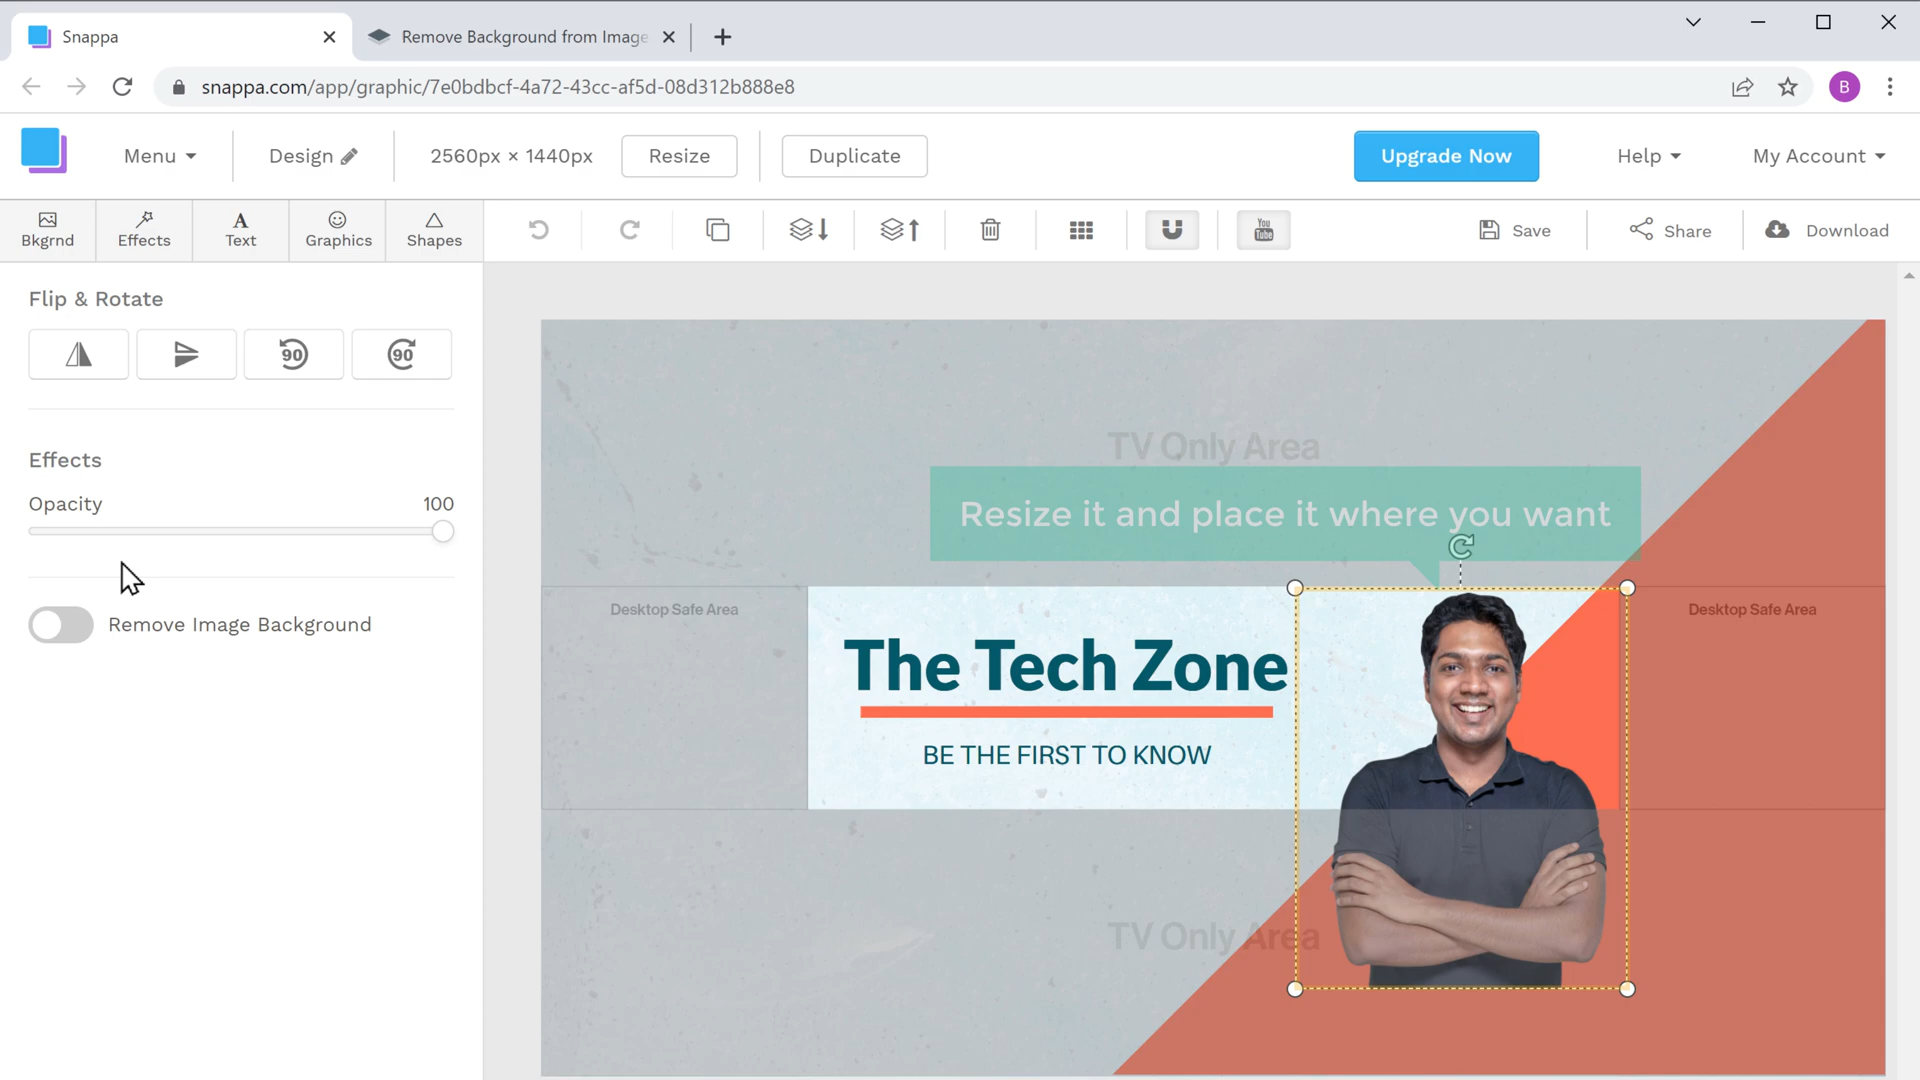 Snappa
Remove Background from Image
snappa.com/app/graphic/7e0bdbcf-4a72-43cc-af5d-08d312b888e8
B
Menu
Design
2560px × 1440px
Resize
Duplicate
Upgrade Now
Help
My Account
Bkgrnd
Effects
A
Text
Graphics
Shapes
You
Tube
Save
Share
Download
Flip & Rotate
90
90
Effects
Opacity
100
Remove Image Background
TV Only Area
Resize it and place it where you want
Desktop Safe Area
Desktop Safe Area
The Tech Zone
BE THE FIRST TO KNOW
TV Only Area